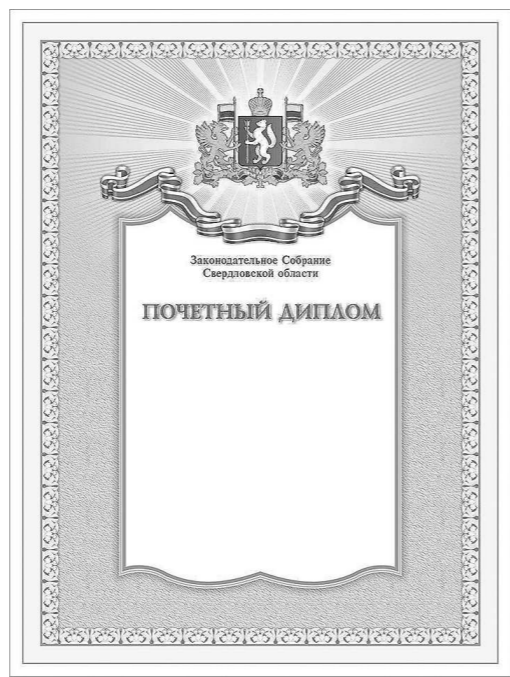 Законодательное Собрание
Свердловской области
ПОЧЕТНЫЙ ДИПЛОМ